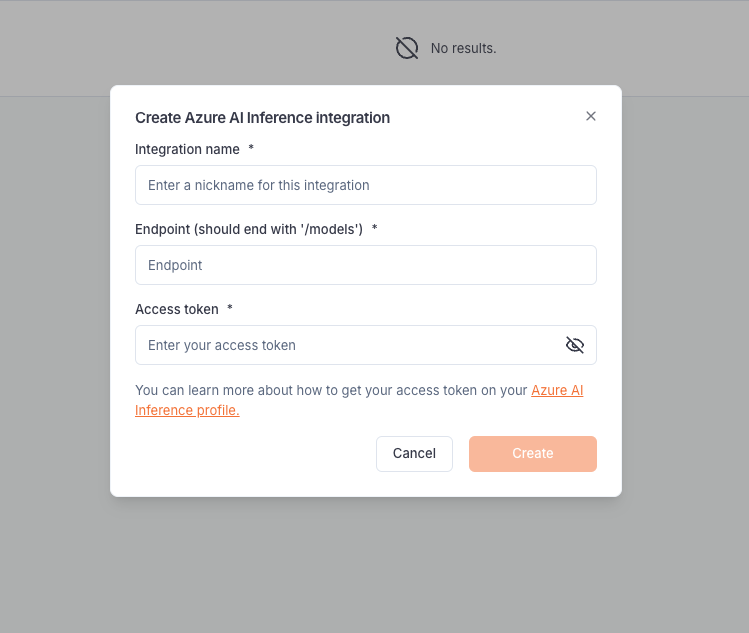 No results.
Create Azure AI Inference integration
Integration name *
Enter a nickname for this integration
Endpoint (should end with '/models') *
Endpoint
Access token *
Enter your access token
You can learn more about how to get your access token on your Azure AI
Inference profile.
Cancel
Create